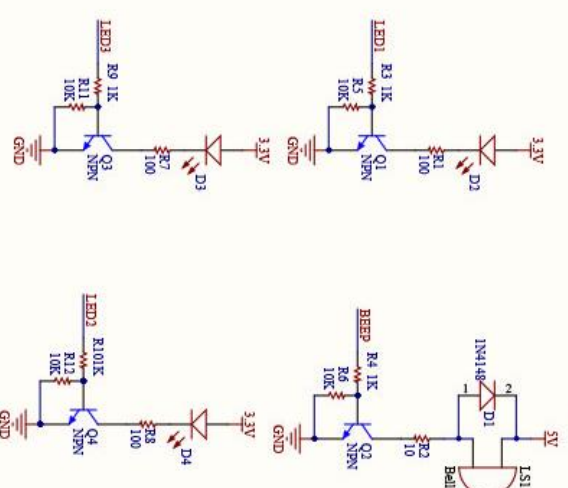 LED3
R9 1K
R11
10K
GND
Q3
NPN
R7
100
D3
3.3V
LED1
R3 1K
R5
10K
GND
Q1
NPN
R1
100
D2
3.3V
LED2
R101K
R12
10K
GND
Q4
NPN
R8
100
D4
3.3V
BEEP
R4 1K
R6
10K
GND
Q2
NPN
R2
10
1N4148
1
2
D1
5V
LS1
Bell